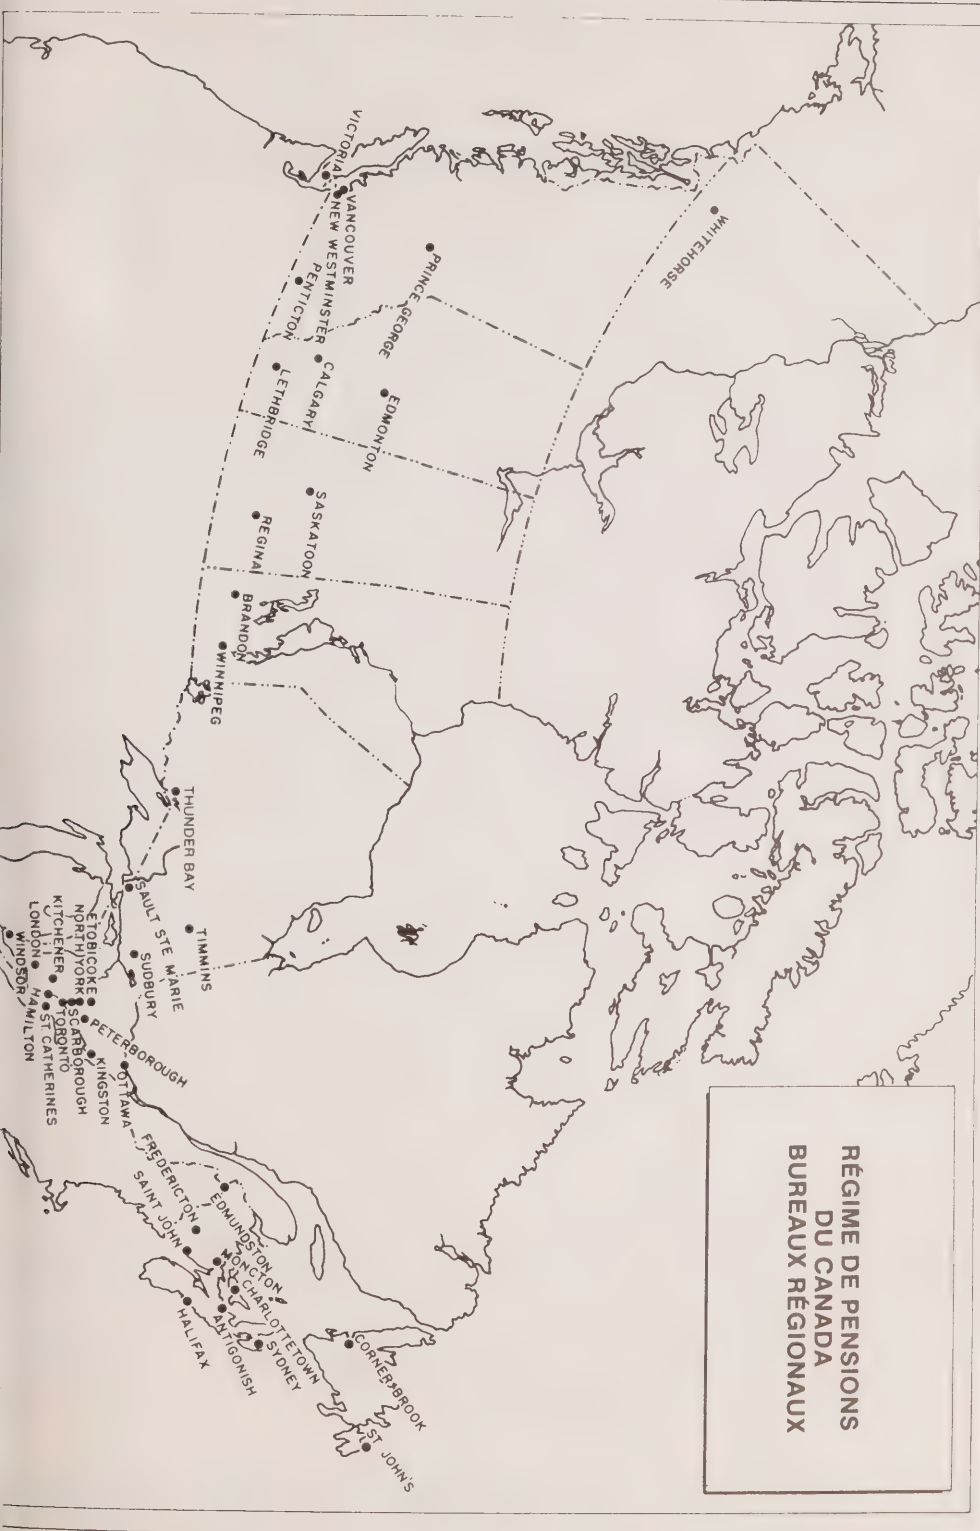 RÉGIME DE PENSIONS
DU CANADA
BUREAUX RÉGIONAUX
WHITEHORSE
PRINCE GEORGE
VICTORIA
VANCOUVER
NEW WESTMINSTER
PENTICTON
EDMONTON
CALGARY
LETHBRIDGE
SASKATOON
REGINA
BRANDON
WINNIPEG
THUNDER BAY
SAULT STE MARIE
TIMMINS
SUDBURY
ETOBICOKE
NORTH YORK
KITCHENER
LONDON
WINDSOR
HAMILTON
ST. CATHERINES
TORONTO
SCARBOROUGH
PETERBOROUGH
KINGSTON
OTTAWA
FREDERICTON
SAINT JOHN
EDMUNDSTON
MONCTON
CHARLOTTETOWN
SYDNEY
ANTIGONISH
HALIFAX
CORNER BROOK
ST JOHN'S